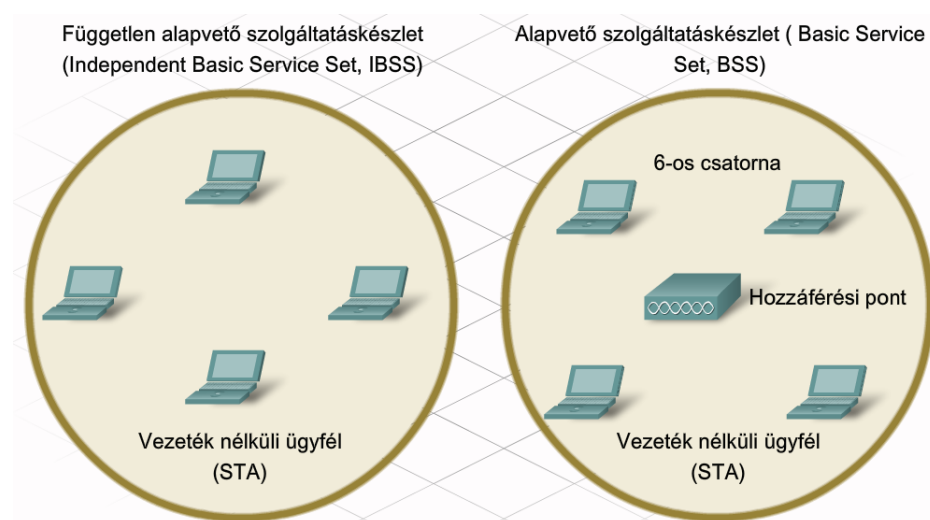 Független alapvető szolgáltatáskészlet
(Independent Basic Service Set, IBSS)
Vezeték nélküli ügyfél
(STA)
Alapvető szolgáltatáskészlet ( Basic Service
Set, BSS)
6-os csatorna
Hozzáférési pont
Vezeték nélküli ügyfél
(STA)